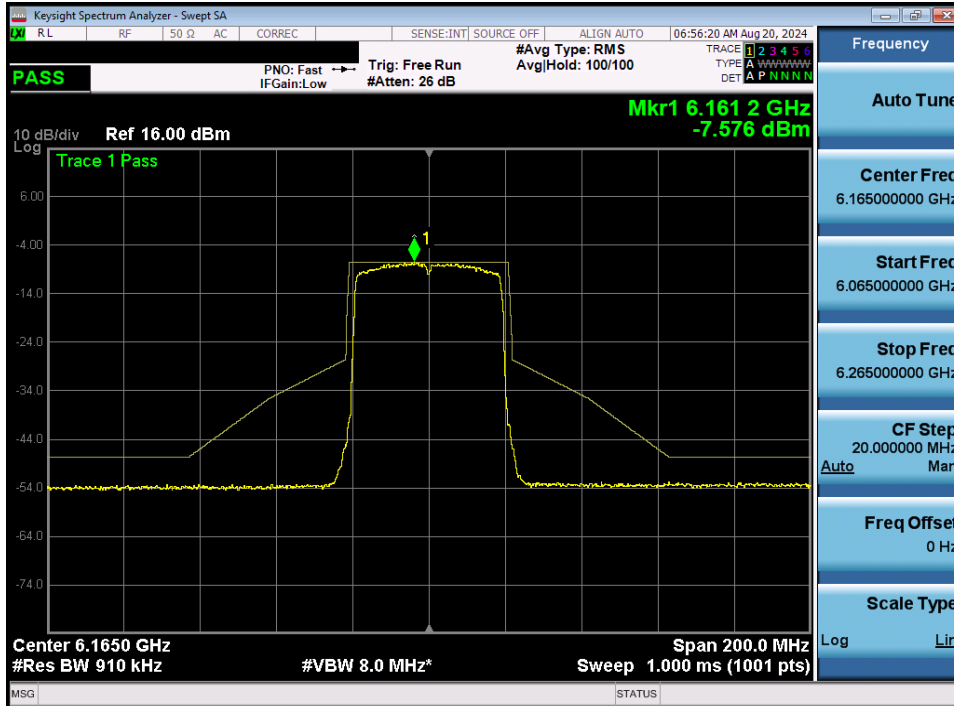 Keysight Spectrum Analyzer - Swept SA
LXI RL RF 50 Ω AC CORREC SENSE:INT SOURCE OFF ALIGN AUTO 06:56:20 AM Aug 20, 2024
PASS
PNO: Fast
IFGain:Low
Trig: Free Run
#Atten: 26 dB
#Avg Type: RMS
Avg|Hold: 100/100
TRACE 1 2 3 4 5 6
TYPE A WWWWW
DET A P N N N N
Mkr1 6.161 2 GHz
-7.576 dBm
10 dB/div Ref 16.00 dBm
Log
Trace 1 Pass
1
6.00
-4.00
-14.0
-24.0
-34.0
-44.0
-54.0
-64.0
-74.0
Center 6.1650 GHz Span 200.0 MHz
#Res BW 910 kHz #VBW 8.0 MHz* Sweep 1.000 ms (1001 pts)
MSG STATUS
Frequency
Auto Tune
Center Freq
6.165000000 GHz
Start Freq
6.065000000 GHz
Stop Freq
6.265000000 GHz
CF Step
20.000000 MHz
Auto Man
Freq Offset
0 Hz
Scale Type
Log Lin